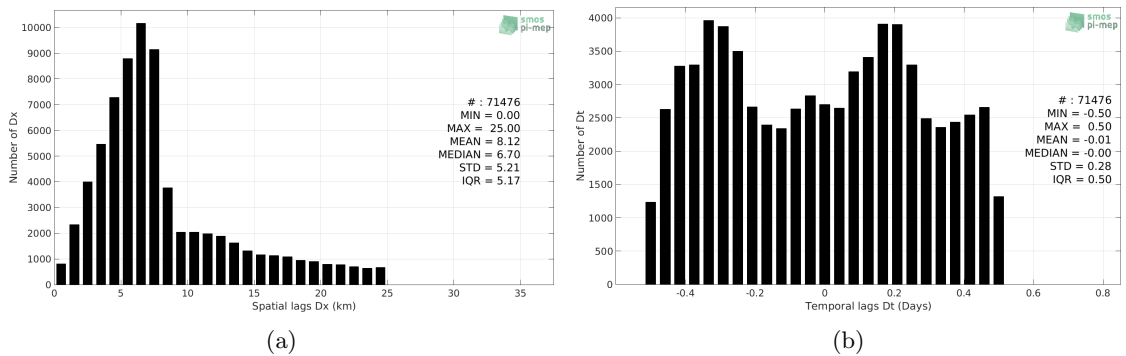 smos
pi-mep
10000
9000
8000
7000
6000
5000
4000
3000
2000
1000
0
Number of Dx
# : 71476
MIN = 0.00
MAX = 25.00
MEAN = 8.12
MEDIAN = 6.70
STD = 5.21
IQR = 5.17
0 5 10 15 20 25 30 35
Spatial lags Dx (km)
(a)
smos
pi-mep
4000
3500
3000
2500
2000
1500
1000
500
0
Number of Dt
# : 71476
MIN = -0.50
MAX = 0.50
MEAN = -0.01
MEDIAN = -0.00
STD = 0.28
IQR = 0.50
-0.4 -0.2 0 0.2 0.4 0.6 0.8
Temporal lags Dt (Days)
(b)